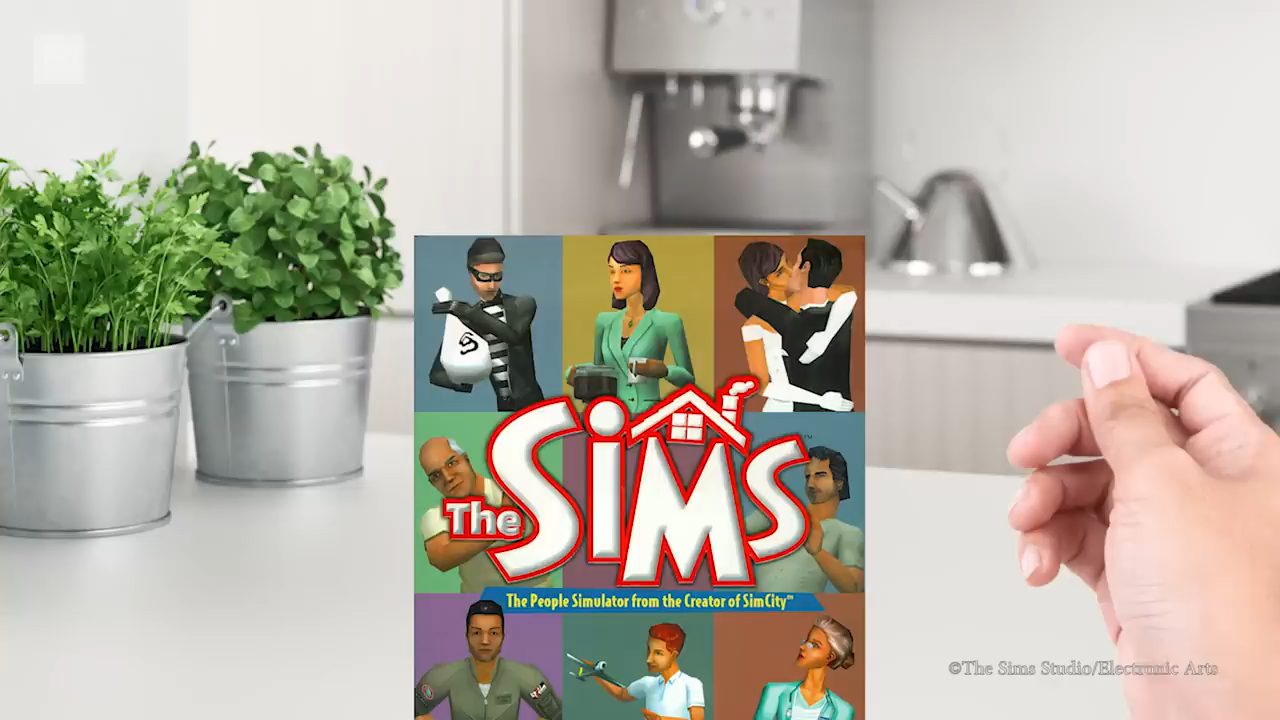 The Sims
The People Simulator from the Creator of SimCity™
©The Sims Studio/Electronic Arts